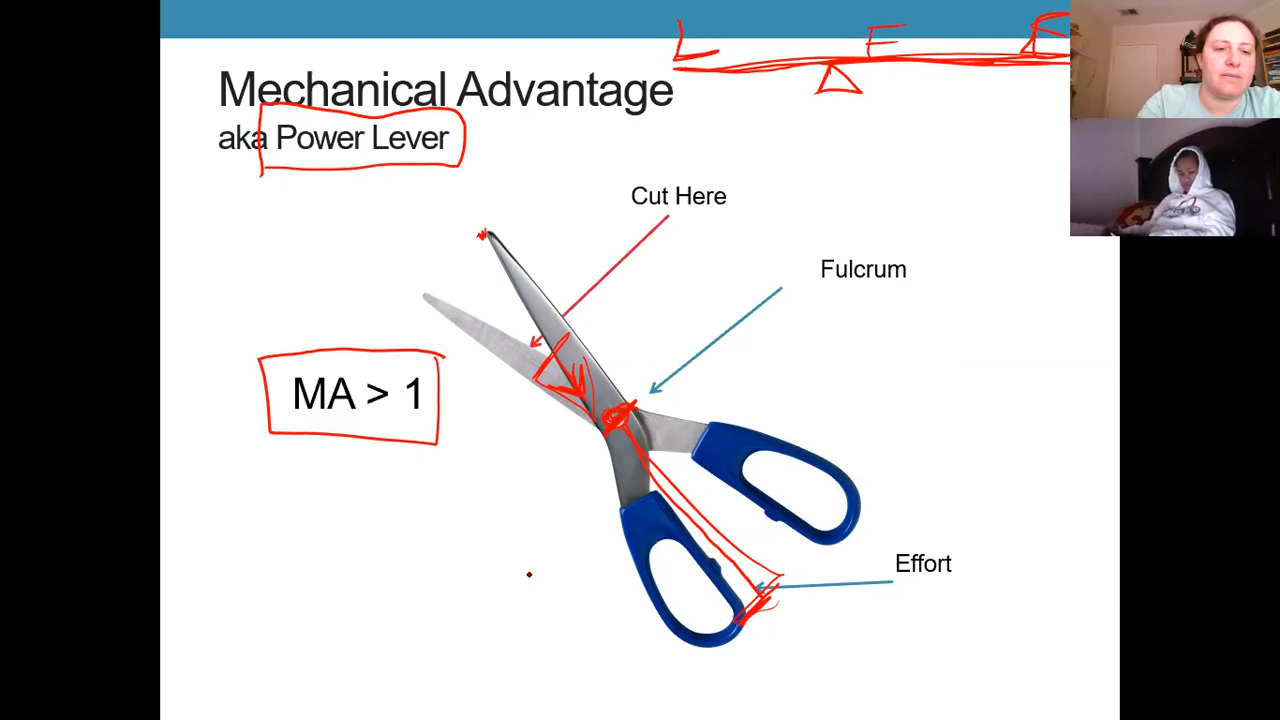 L E E
Mechanical Advantage
aka Power Lever
Cut Here
Fulcrum
MA > 1
Effort